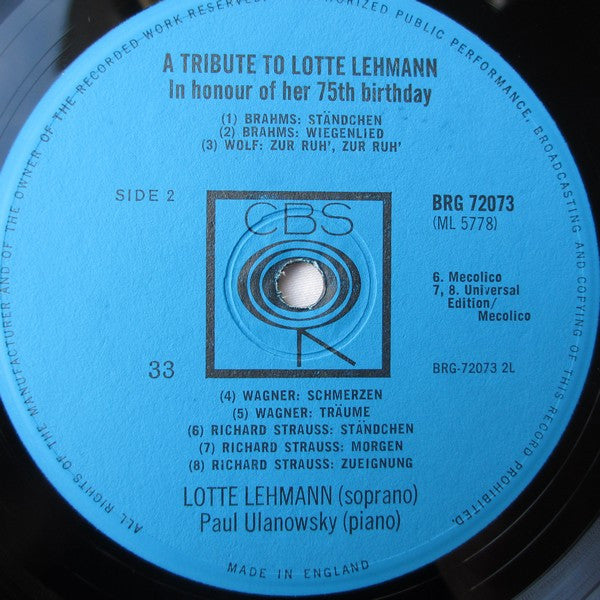 ALL RIGHTS OF THE MANUFACTURER AND OF THE OWNER OF THE RECORDED WORK RESERVED.
PUBLIC PERFORMANCE, BROADCASTING AND COPYING OF THIS RECORD PROHIBITED.
A TRIBUTE TO LOTTE LEHMANN
In honour of her 75th birthday
(1) BRAHMS: STÄNDCHEN
(2) BRAHMS: WIEGENLIED
(3) WOLF: ZUR RUH', ZUR RUH'
SIDE 2
CBS
BRG 72073
(ML 5778)
6. Mecolico
7, 8. Universal
Edition/
Mecolico
33
BRG-72073 2L
(4) WAGNER: SCHMERZEN
(5) WAGNER: TRÄUME
(6) RICHARD STRAUSS: STÄNDCHEN
(7) RICHARD STRAUSS: MORGEN
(8) RICHARD STRAUSS: ZUEIGNUNG
LOTTE LEHMANN (soprano)
Paul Ulanowsky (piano)
MADE IN ENGLAND